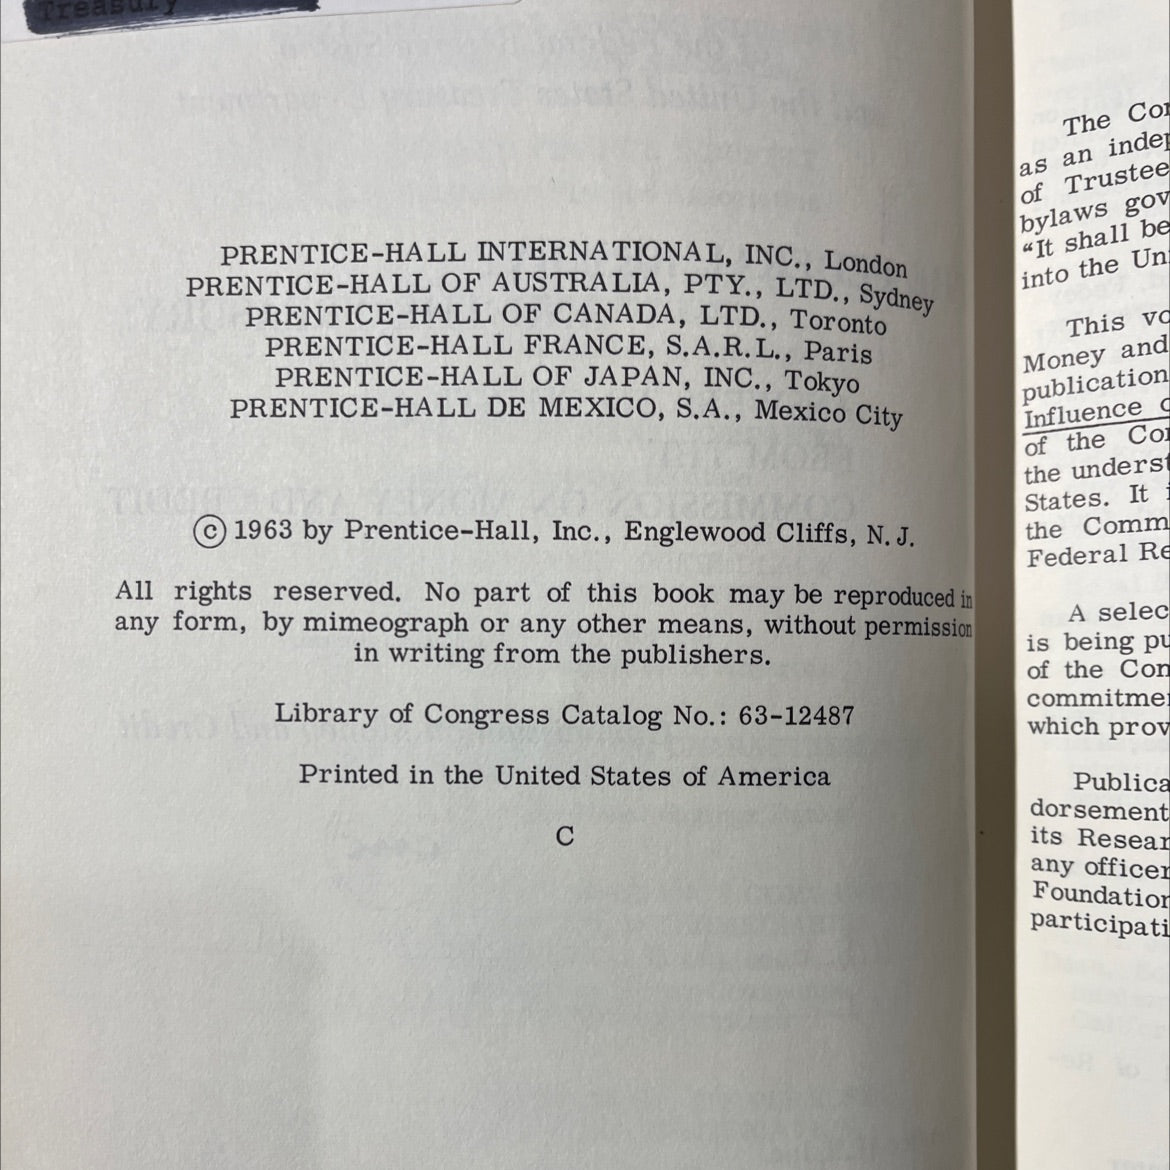 Treasury
PRENTICE-HALL INTERNATIONAL, INC., London
PRENTICE-HALL OF AUSTRALIA, PTY., LTD., Sydney
PRENTICE-HALL OF CANADA, LTD., Toronto
PRENTICE-HALL FRANCE, S.A.R.L., Paris
PRENTICE-HALL OF JAPAN, INC., Tokyo
PRENTICE-HALL DE MEXICO, S.A., Mexico City
© 1963 by Prentice-Hall, Inc., Englewood Cliffs, N. J.
All rights reserved. No part of this book may be reproduced in
any form, by mimeograph or any other means, without permission
in writing from the publishers.
Library of Congress Catalog No.: 63-12487
Printed in the United States of America
C
The Co
as an inde
of Trustee
bylaws gov
“It shall be
into the Un
This vo
Money and
publication
Influence
of the Co
the underst
States. It
the Comm
Federal Re
A selec
is being pu
of the Con
commitme
which prov
Publica
dorsement
its Resear
any officer
Foundation
participati